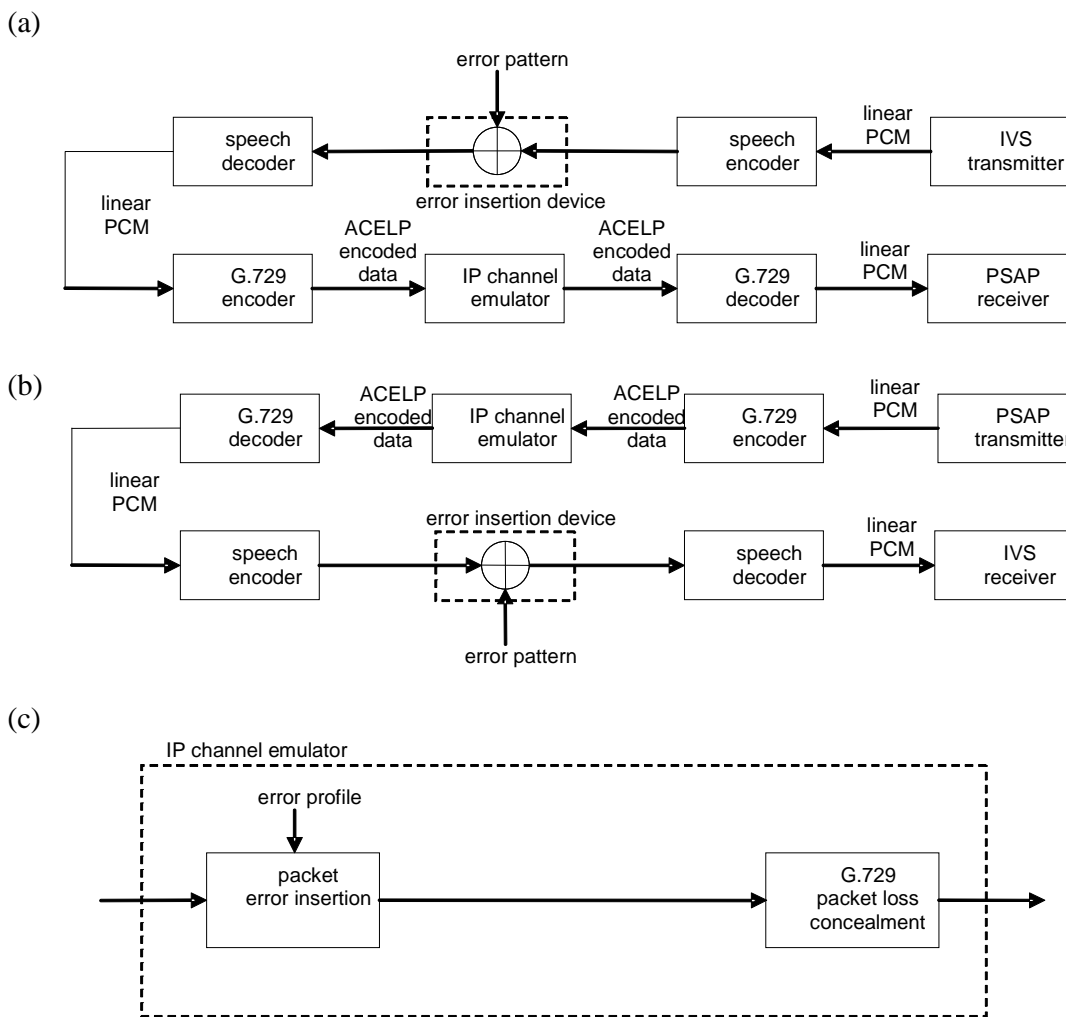 (a)
error pattern
speech
decoder
speech
encoder
linear
PCM
IVS
transmitter
error insertion device
linear
PCM
G.729
encoder
ACELP
encoded
data
IP channel
emulator
ACELP
encoded
data
G.729
decoder
linear
PCM
PSAP
receiver
(b)
G.729
decoder
ACELP
encoded
data
IP channel
emulator
ACELP
encoded
data
G.729
encoder
linear
PCM
PSAP
transmitter
linear
PCM
error insertion device
speech
encoder
speech
decoder
linear
PCM
IVS
receiver
error pattern
(c)
IP channel emulator
error profile
packet
error insertion
G.729
packet loss
concealment